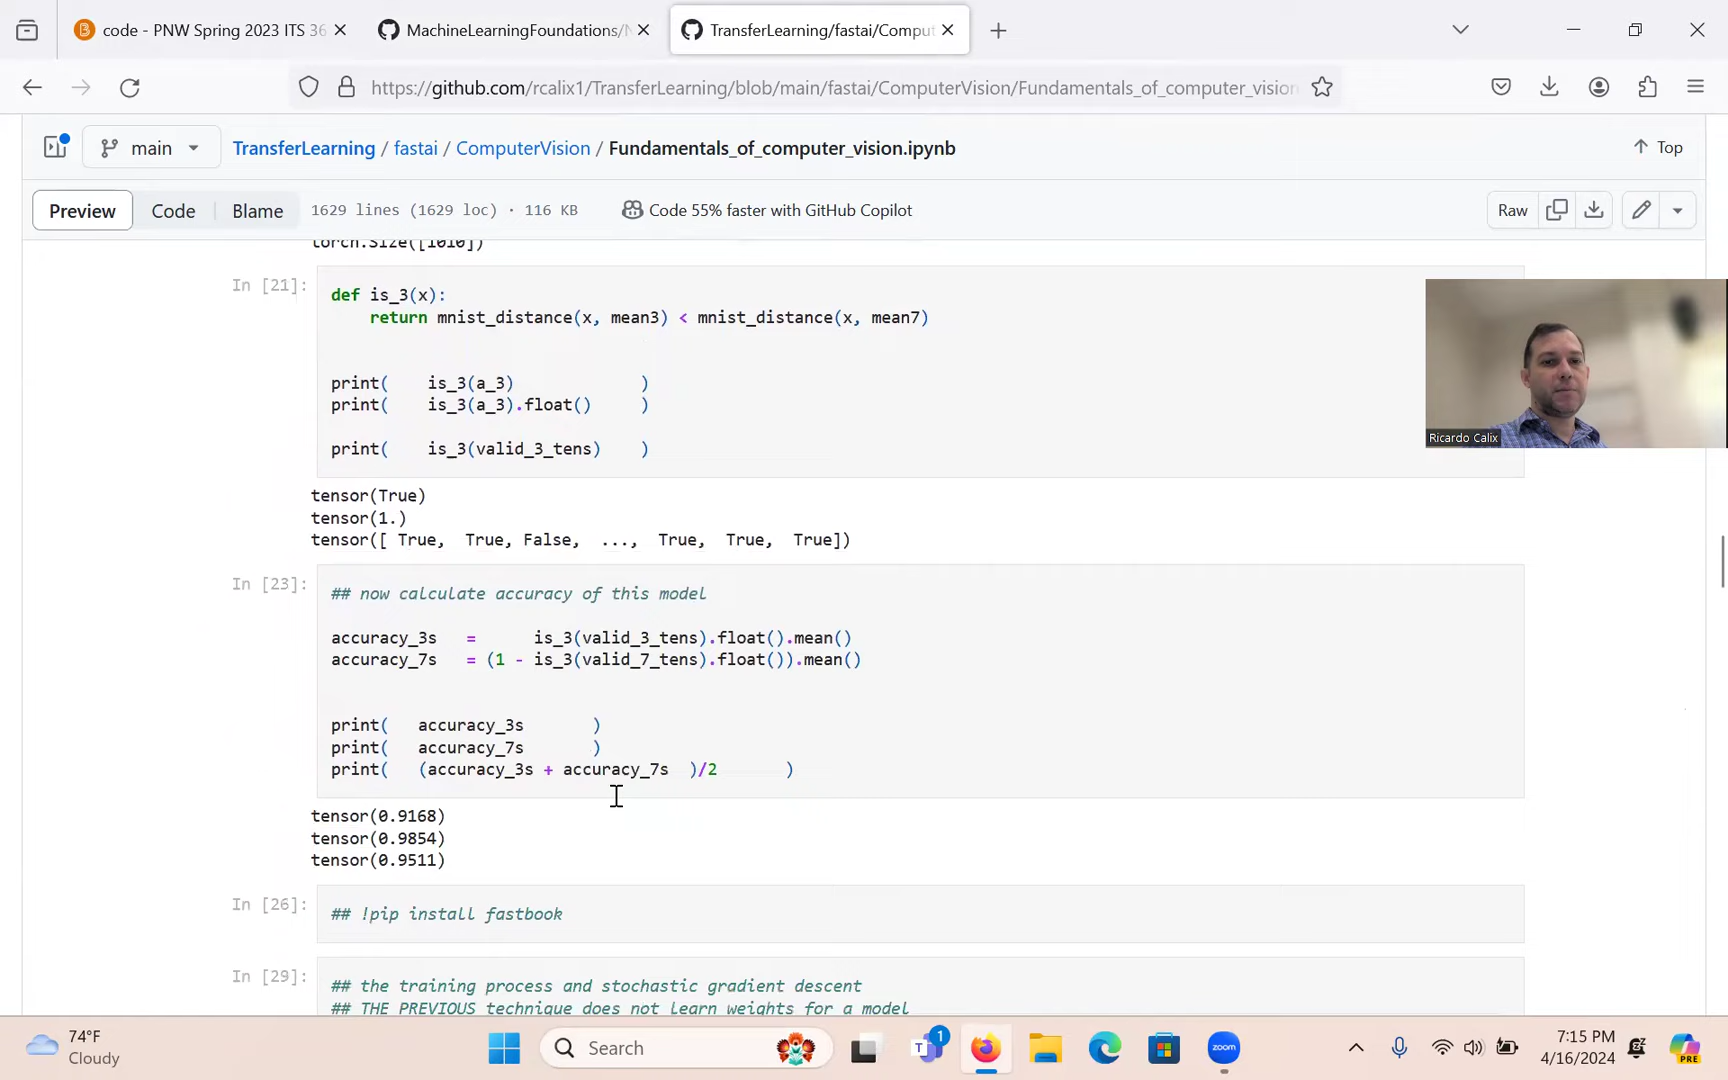 code - PNW Spring 2023 ITS 36
MachineLearningFoundations/
TransferLearning/fastai/Comput
https://github.com/rcalix1/TransferLearning/blob/main/fastai/ComputerVision/Fundamentals_of_computer_vision
main
TransferLearning / fastai / ComputerVision / Fundamentals_of_computer_vision.ipynb
Top
Preview
Code
Blame
1629 lines (1629 loc) · 116 KB
Code 55% faster with GitHub Copilot
Raw
torch.Size([1010])
In [21]:
def is_3(x):
    return mnist_distance(x, mean3) < mnist_distance(x, mean7)
print(    is_3(a_3)             )
print(    is_3(a_3).float()     )
print(    is_3(valid_3_tens)    )
tensor(True)
tensor(1.)
tensor([ True,  True, False,  ...,  True,  True,  True])
Ricardo Calix
In [23]:
## now calculate accuracy of this model
accuracy_3s   =      is_3(valid_3_tens).float().mean()
accuracy_7s   = (1 - is_3(valid_7_tens).float()).mean()
print(   accuracy_3s       )
print(   accuracy_7s       )
print(   (accuracy_3s + accuracy_7s  )/2       )
tensor(0.9168)
tensor(0.9854)
tensor(0.9511)
In [26]:
## !pip install fastbook
In [29]:
## the training process and stochastic gradient descent
## THE PREVIOUS technique does not learn weights for a model
74°F
Cloudy
Search
T
1
zoom
7:15 PM
4/16/2024
PRE